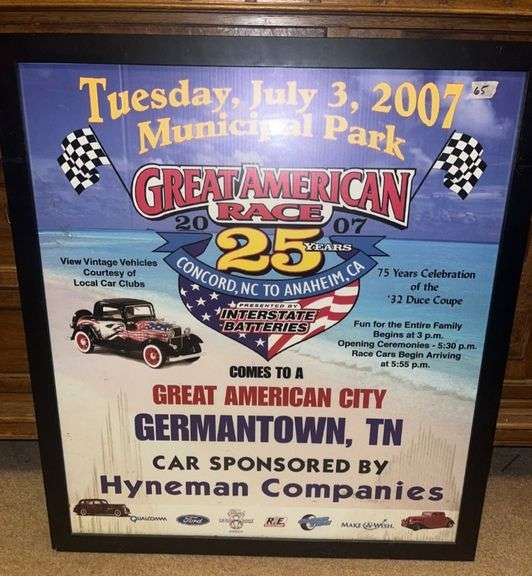 Tuesday, July 3, 2007
65
Municipal Park
GREAT AMERICAN
RACE
2007
25 YEARS
CONCORD, NC TO ANAHEIM, CA
PRESENTED BY
INTERSTATE
BATTERIES
View Vintage Vehicles
Courtesy of
Local Car Clubs
75 Years Celebration
of the
'32 Duce Coupe
Fun for the Entire Family
Begins at 3 p.m.
Opening Ceremonies - 5:30 p.m.
Race Cars Begin Arriving
at 5:55 p.m.
COMES TO A
GREAT AMERICAN CITY
GERMANTOWN, TN
CAR SPONSORED BY
Hyneman Companies
QUALCOMM
Ford
MAKE A WISH.